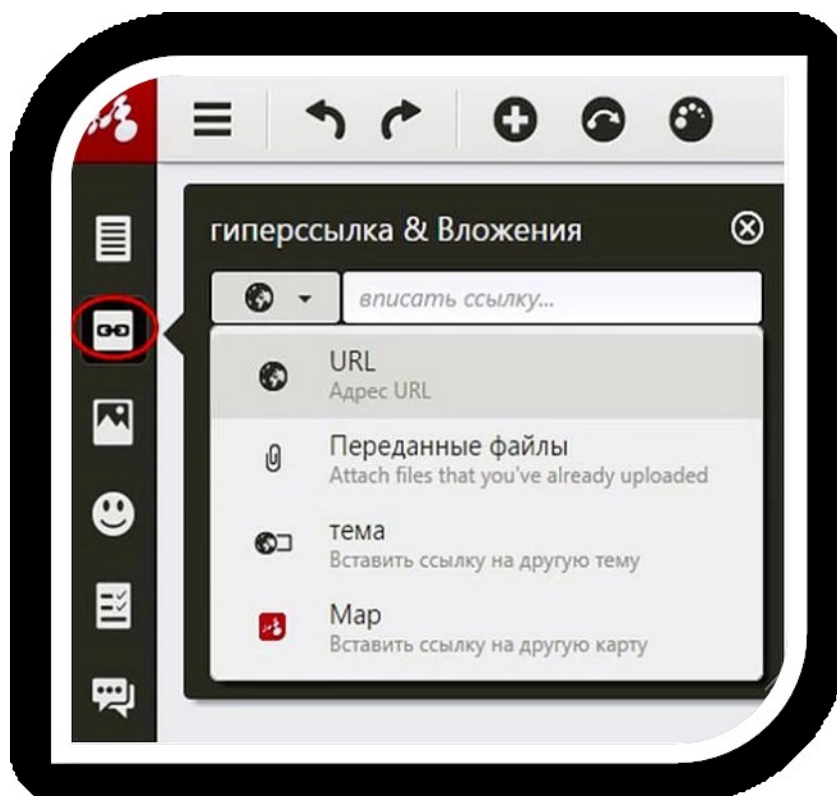 гиперссылка & Вложения
вписать ссылку...
URL
Адрес URL
Переданные файлы
Attach files that you've already uploaded
тема
Вставить ссылку на другую тему
Map
Вставить ссылку на другую карту